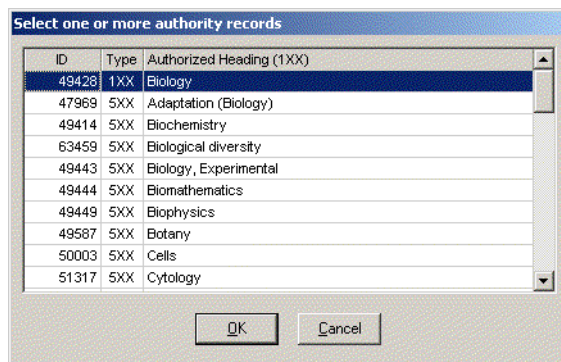 Select one or more authority records
ID Type Authorized Heading (1XX)
49428 1XX Biology
47969 5XX Adaptation (Biology)
49414 5XX Biochemistry
63459 5XX Biological diversity
49443 5XX Biology, Experimental
49444 5XX Biomathematics
49449 5XX Biophysics
49587 5XX Botany
50003 5XX Cells
51317 5XX Cytology
OK Cancel